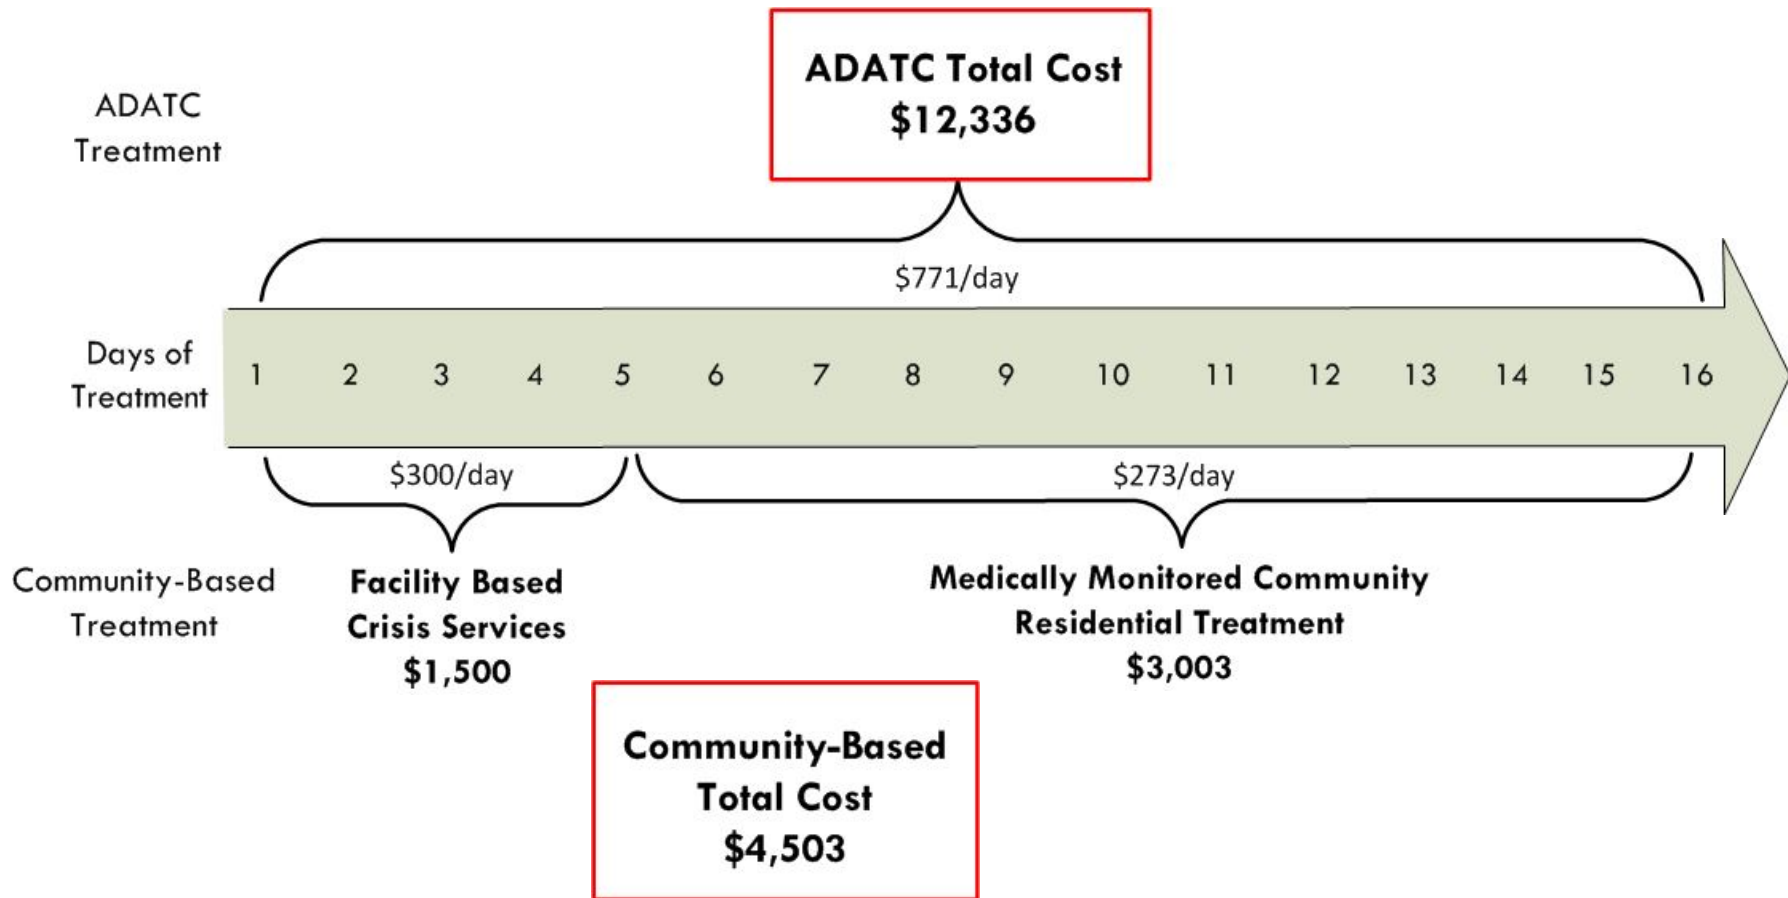 ADATC Total Cost
$12,336
ADATC
Treatment
$771/day
Days of
Treatment
1 2 3 4 5 6 7 8 9 10 11 12 13 14 15 16
$300/day
$273/day
Community-Based
Treatment
Facility Based
Crisis Services
$1,500
Medically Monitored Community
Residential Treatment
$3,003
Community-Based
Total Cost
$4,503